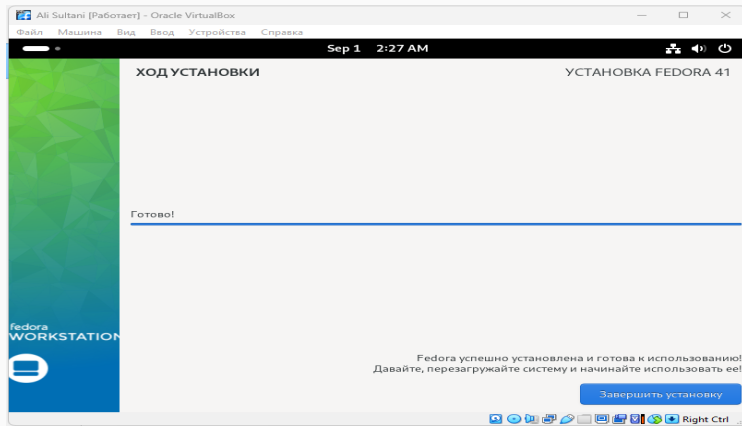 Ali Sultani [Работает] - Oracle VirtualBox
Файл Машина Вид Ввод Устройства Справка
Sep 1 2:27 AM
ХОД УСТАНОВКИ
УСТАНОВКА FEDORA 41
Готово!
fedora
WORKSTATION
Fedora успешно установлена и готова к использованию!
Давайте, перезагружайте систему и начинайте использовать ее!
Завершить установку
Right Ctrl